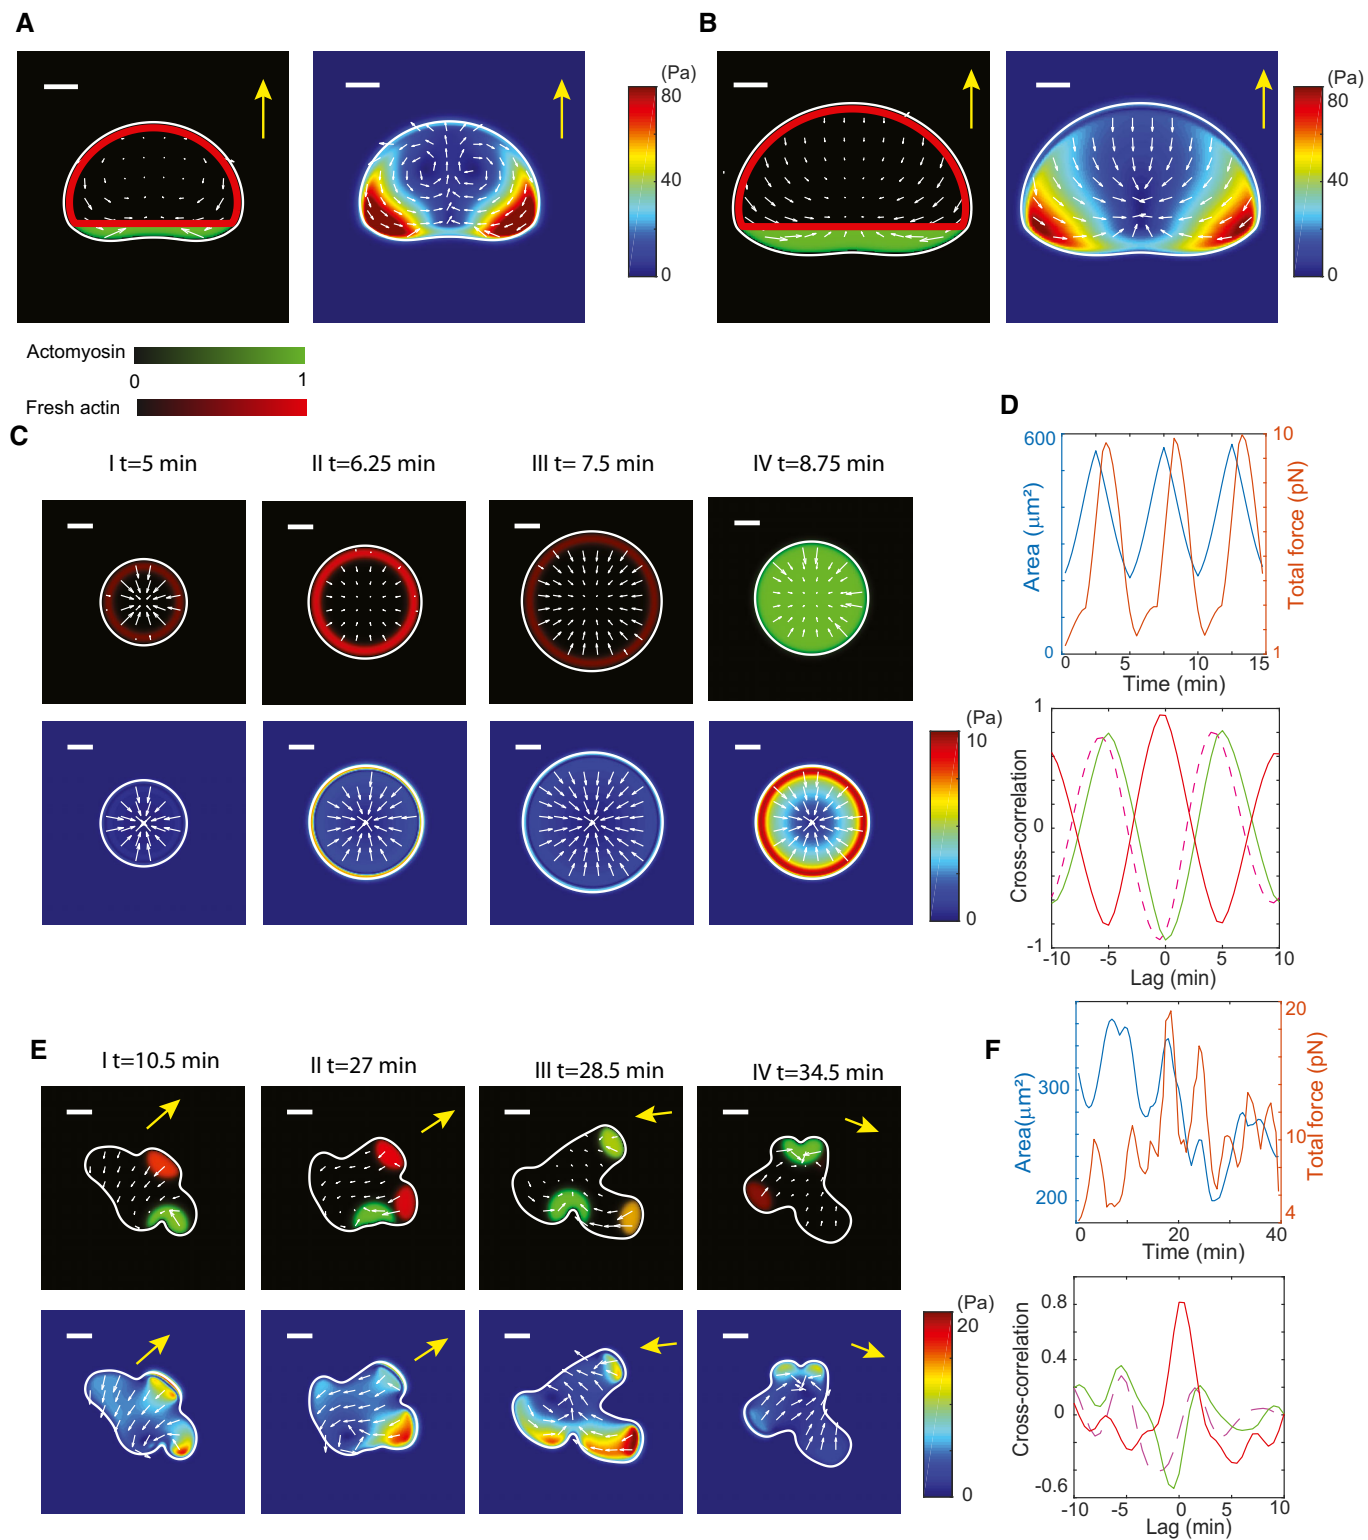 A
B
(Pa)
80
40
0
(Pa)
80
40
0
Actomyosin
0
1
Fresh actin
C
I t=5 min
II t=6.25 min
III t= 7.5 min
IV t=8.75 min
(Pa)
10
0
D
600
0
Area (µm²)
10
1
Total force (pN)
0
5
10
15
Time (min)
1
0
-1
Cross-correlation
-10
-5
0
5
10
Lag (min)
E
I t=10.5 min
II t=27 min
III t=28.5 min
IV t=34.5 min
(Pa)
20
0
F
300
200
Area(µm²)
20
10
4
Total force (pN)
0
20
40
Time (min)
0.8
0.4
0
-0.6
Cross-correlation
-10
-5
0
5
10
Lag (min)